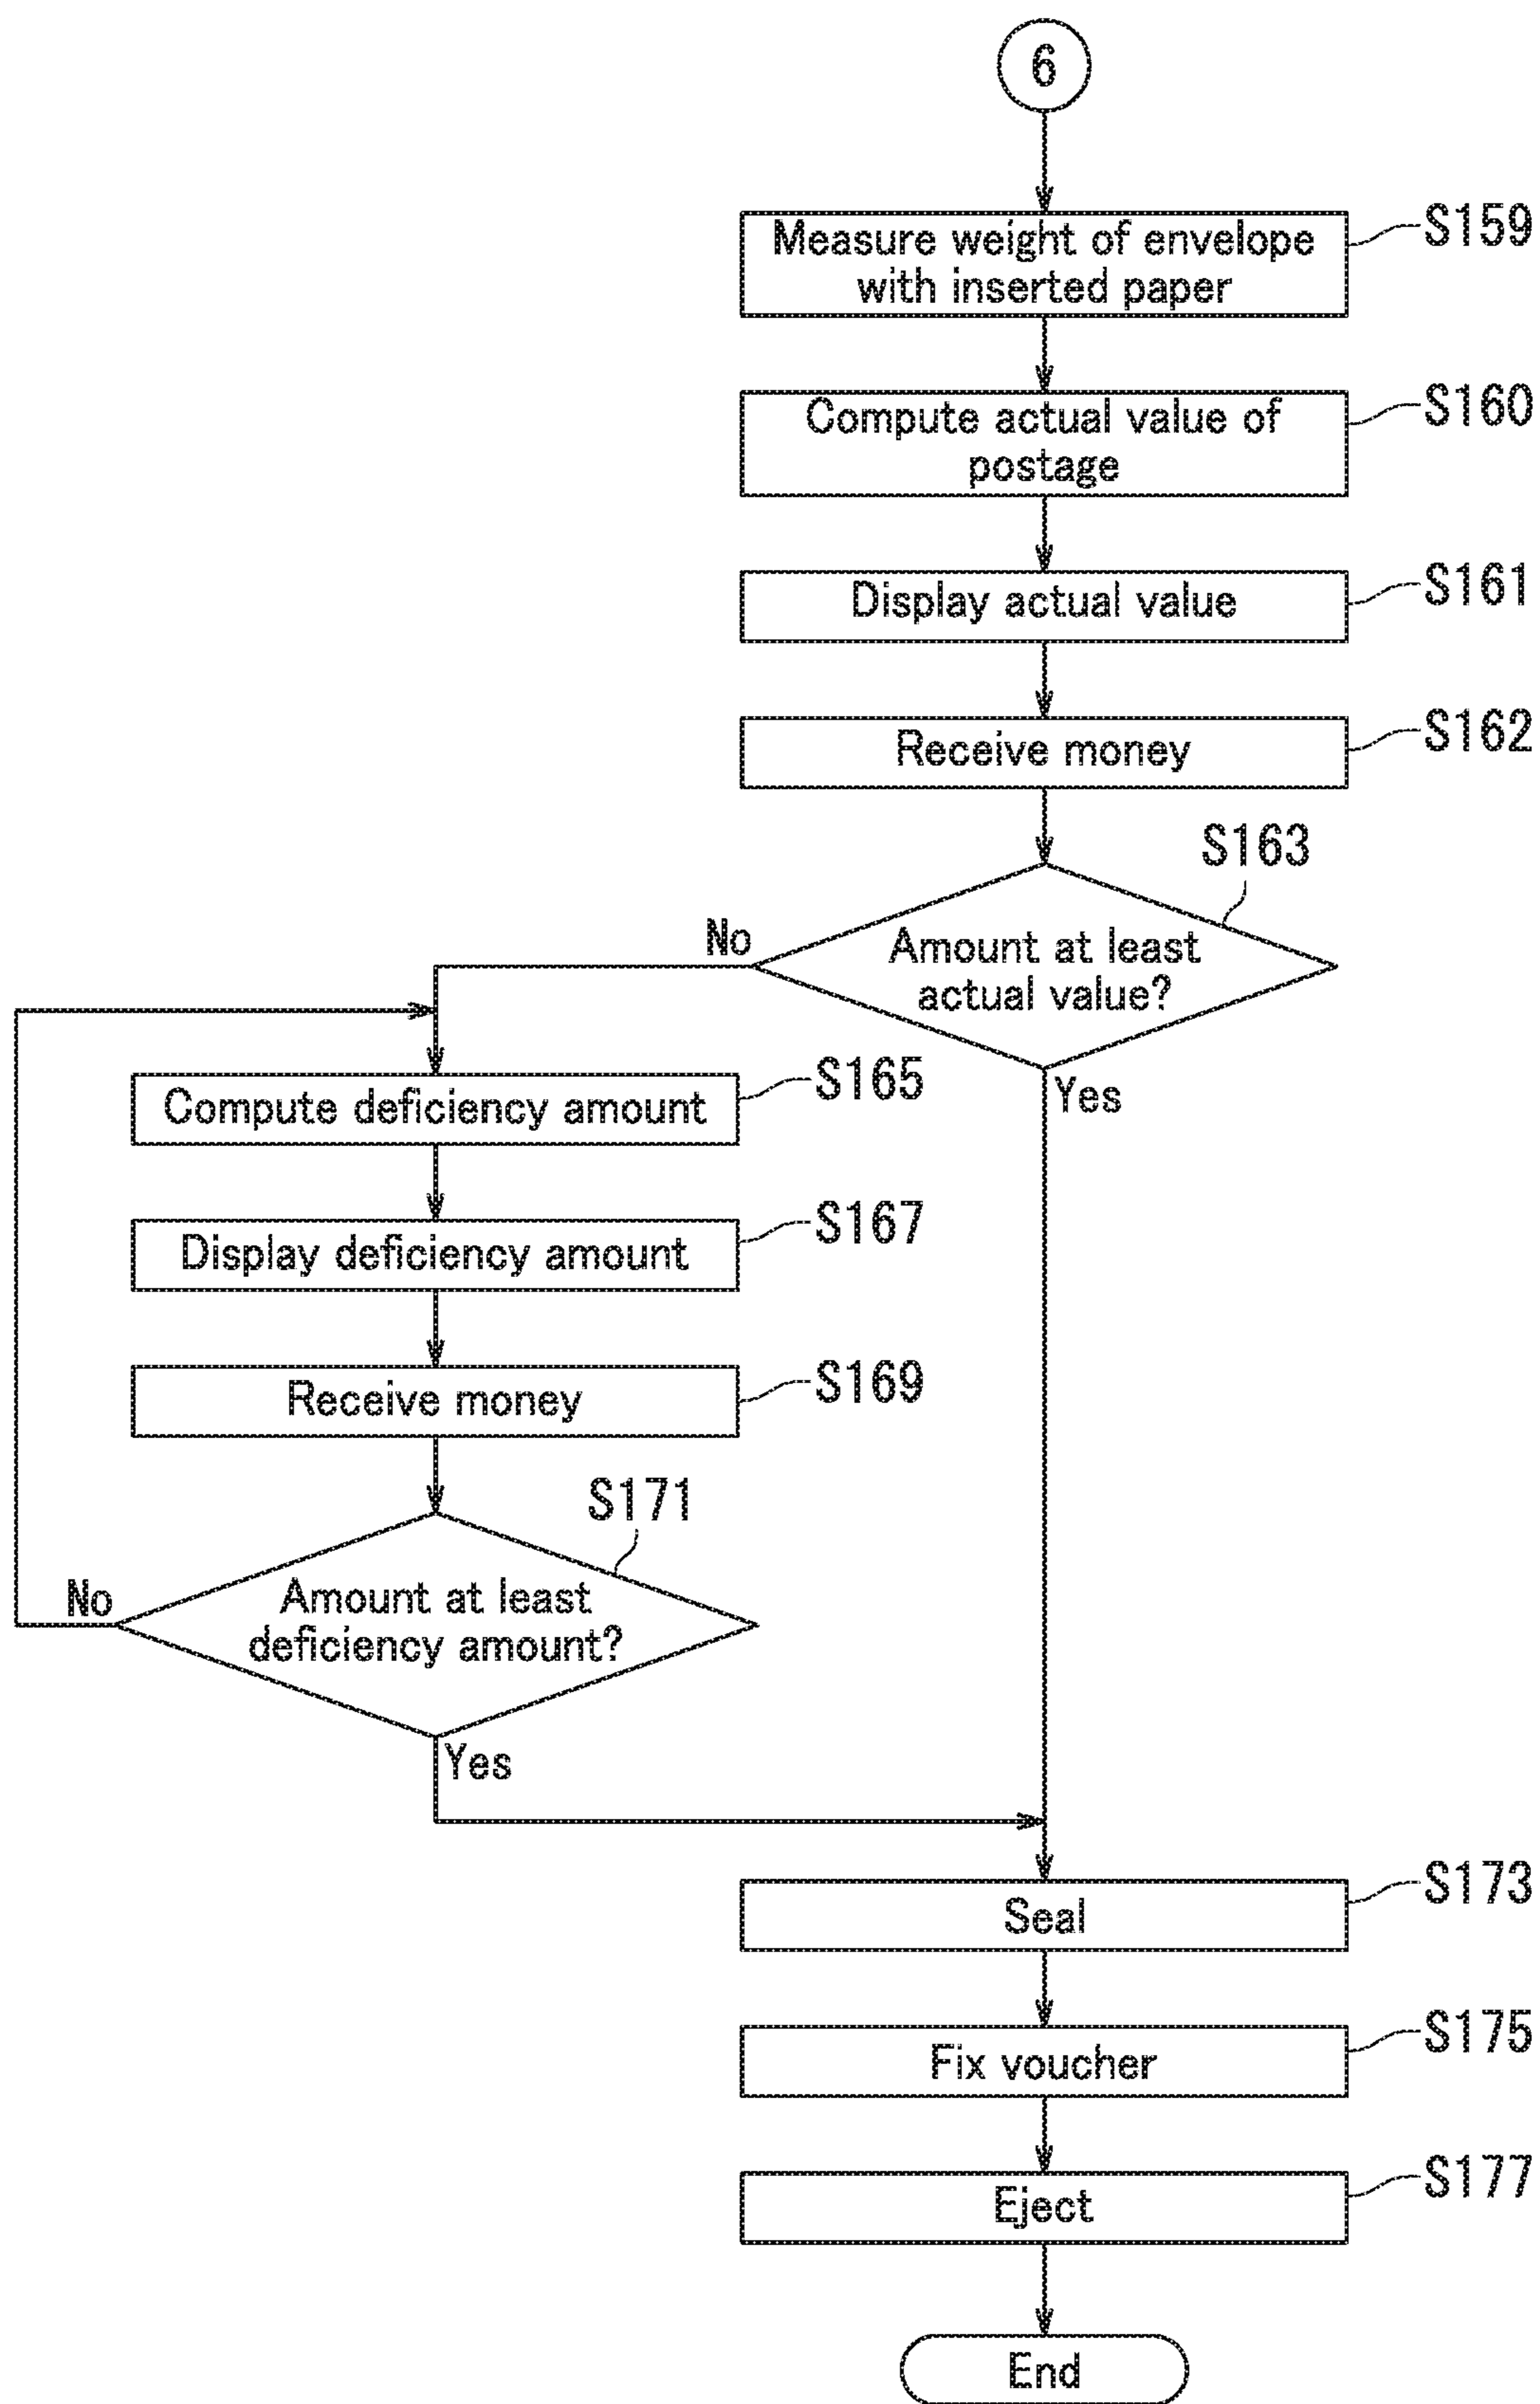 6
Measure weight of envelope
with inserted paper
S159
Compute actual value of
postage
S160
Display actual value
S161
Receive money
S162
S163
Amount at least
actual value?
No
Yes
Compute deficiency amount
S165
Display deficiency amount
S167
Receive money
S169
S171
Amount at least
deficiency amount?
No
Yes
Seal
S173
Fix voucher
S175
Eject
S177
End